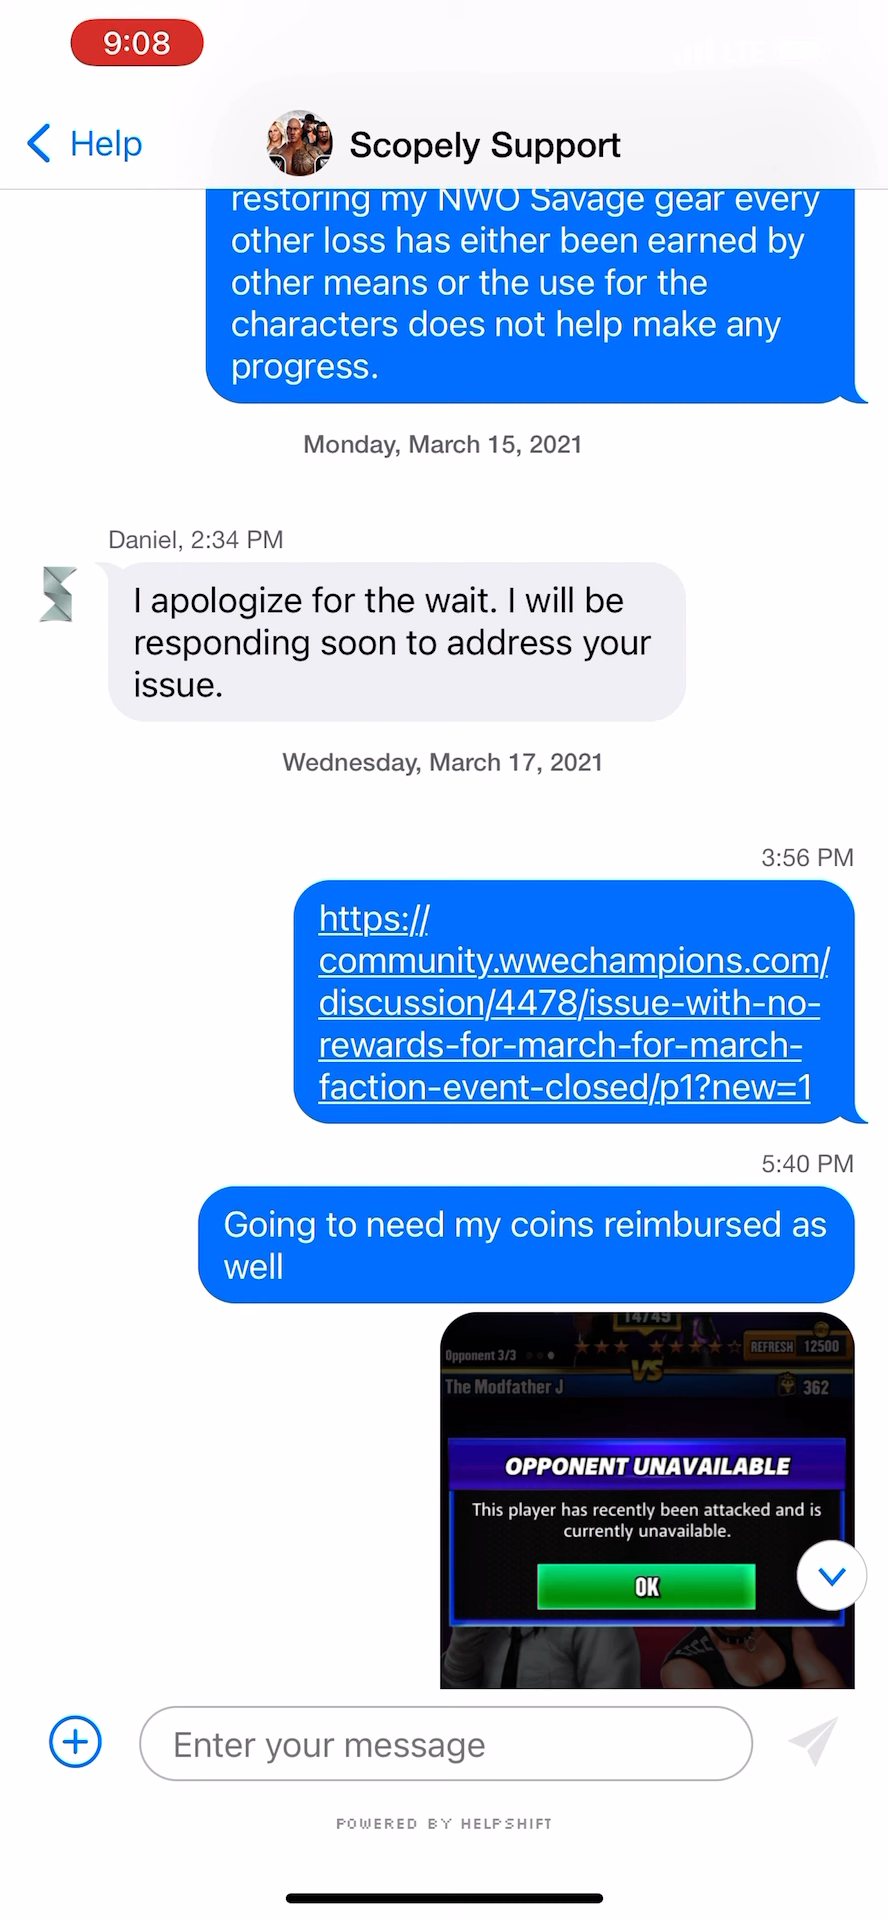 9:08
Help
Scopely Support
restoring my NWO Savage gear every
other loss has either been earned by
other means or the use for the
characters does not help make any
progress.
Monday, March 15, 2021
Daniel, 2:34 PM
I apologize for the wait. I will be
responding soon to address your
issue.
Wednesday, March 17, 2021
3:56 PM
https://
community.wwechampions.com/
discussion/4478/issue-with-no-
rewards-for-march-for-march-
faction-event-closed/p1?new=1
5:40 PM
Going to need my coins reimbursed as
well
14/45
Opponent 3/3
REFRESH 12500
VS
The Modfather J
362
OPPONENT UNAVAILABLE
This player has recently been attacked and is
currently unavailable.
OK
Enter your message
POWERED BY HELPSHIFT